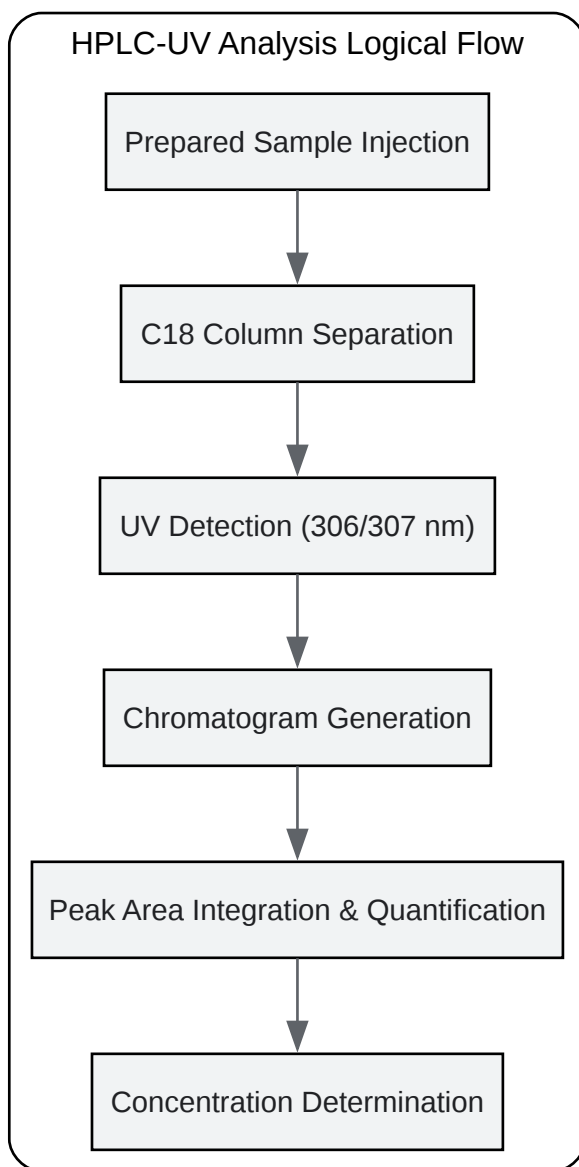 HPLC-UV Analysis Logical Flow
Prepared Sample Injection
C18 Column Separation
UV Detection (306/307 nm)
Chromatogram Generation
Peak Area Integration & Quantification
Concentration Determination